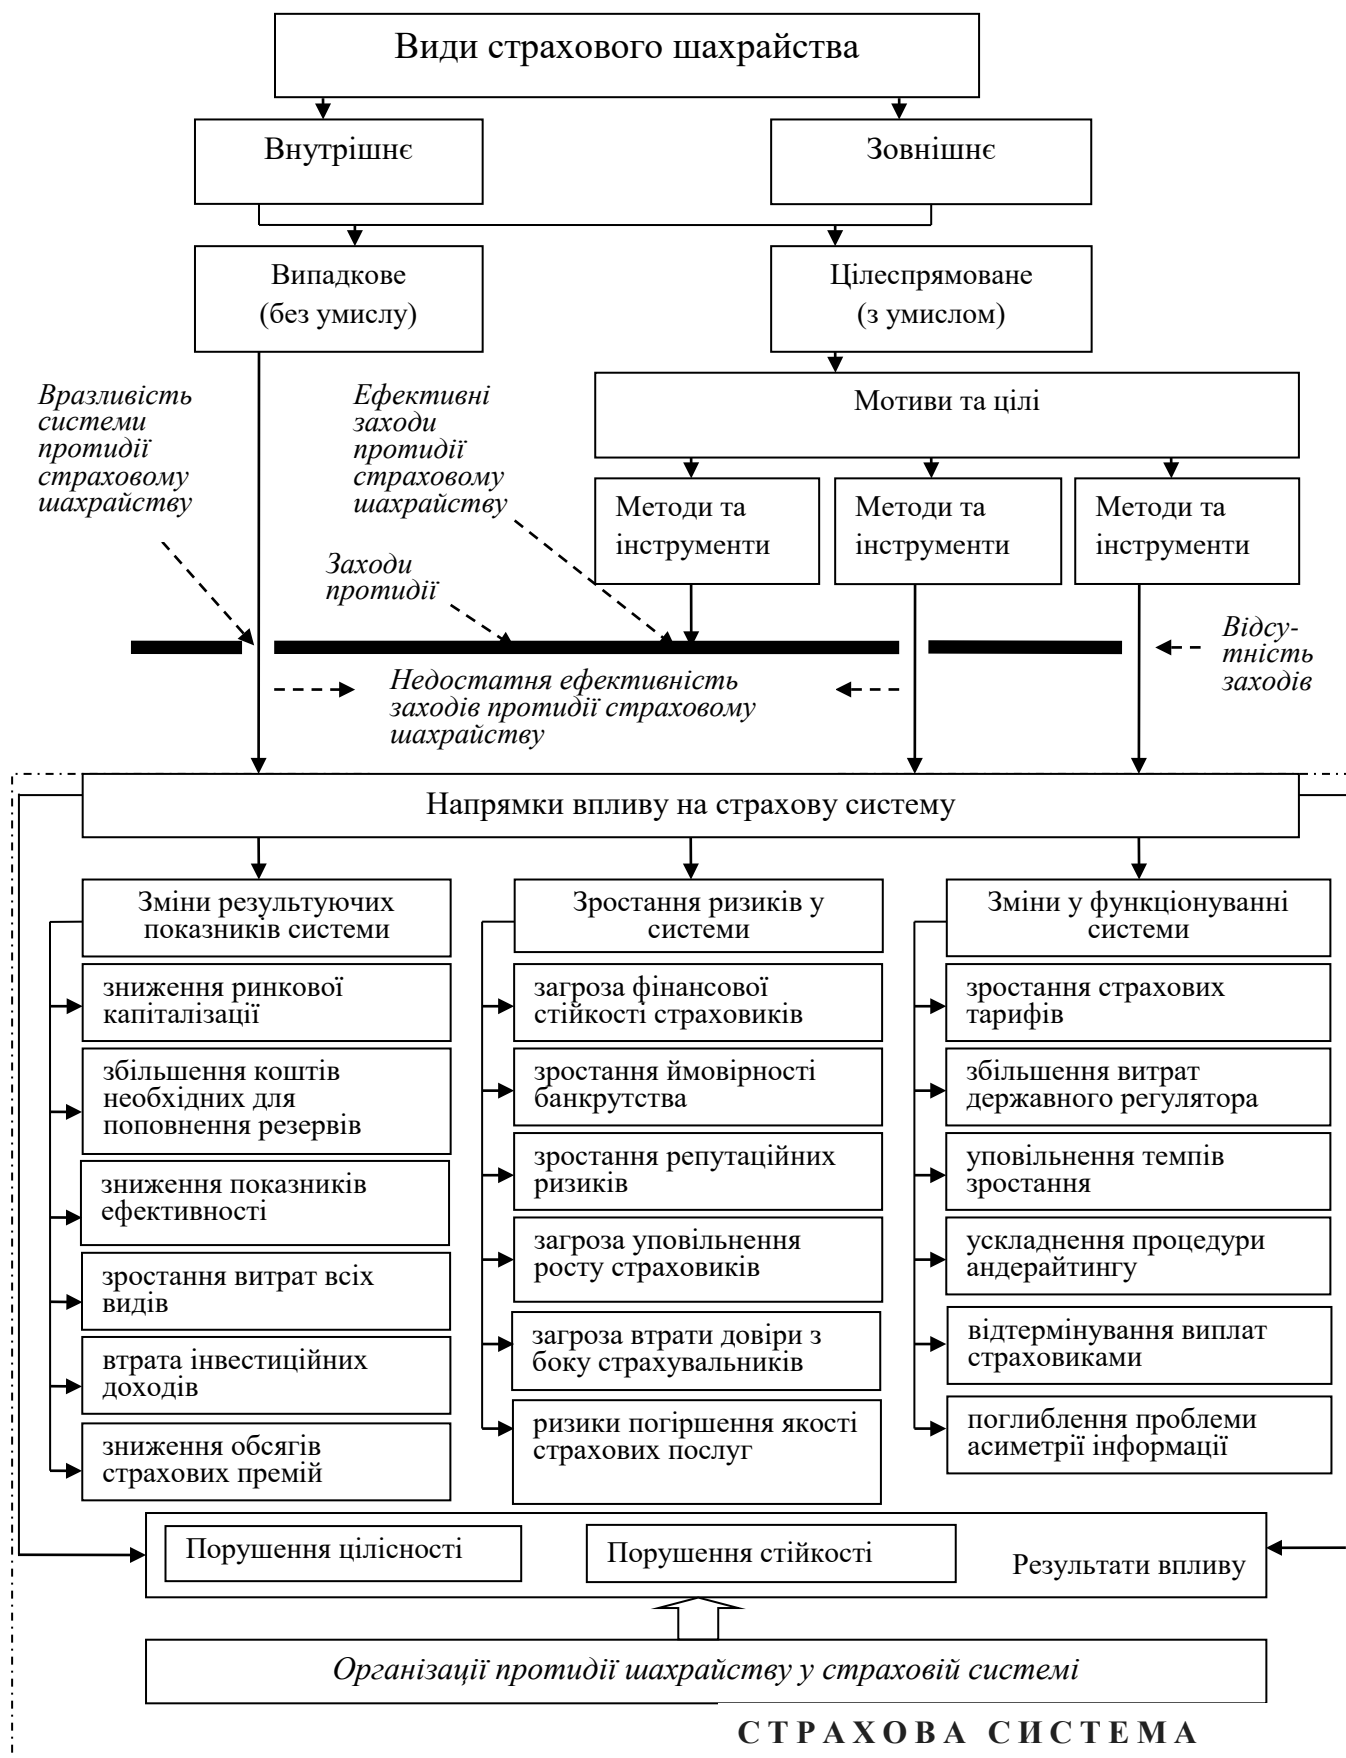 Види страхового шахрайства
Внутрішнє
Зовнішнє
Випадкове
(без умислу)
Цілеспрямоване
(з умислом)
Вразливість
системи
протидії
страховому
шахрайству
Ефективні
заходи
протидії
страховому
шахрайству
Мотиви та цілі
Методи та
інструменти
Методи та
інструменти
Методи та
інструменти
Заходи
протидії
Відсу-
тність
заходів
Недостатня ефективність
заходів протидії страховому
шахрайству
Напрямки впливу на страхову систему
Зміни результуючих
показників системи
зниження ринкової
капіталізації
збільшення коштів
необхідних для
поповнення резервів
зниження показників
ефективності
зростання витрат всіх
видів
втрата інвестиційних
доходів
зниження обсягів
страхових премій
Зростання ризиків у
системи
загроза фінансової
стійкості страховиків
зростання ймовірності
банкрутства
зростання репутаційних
ризиків
загроза уповільнення
росту страховиків
загроза втрати довіри з
боку страхувальників
ризики погіршення якості
страхових послуг
Зміни у функціонуванні
системи
зростання страхових
тарифів
збільшення витрат
державного регулятора
уповільнення темпів
зростання
ускладнення процедури
андерайтингу
відтермінування виплат
страховиками
поглиблення проблеми
асиметрії інформації
Порушення цілісності
Порушення стійкості
Результати впливу
Організації протидії шахрайству у страховій системі
СТРАХОВА СИСТЕМА